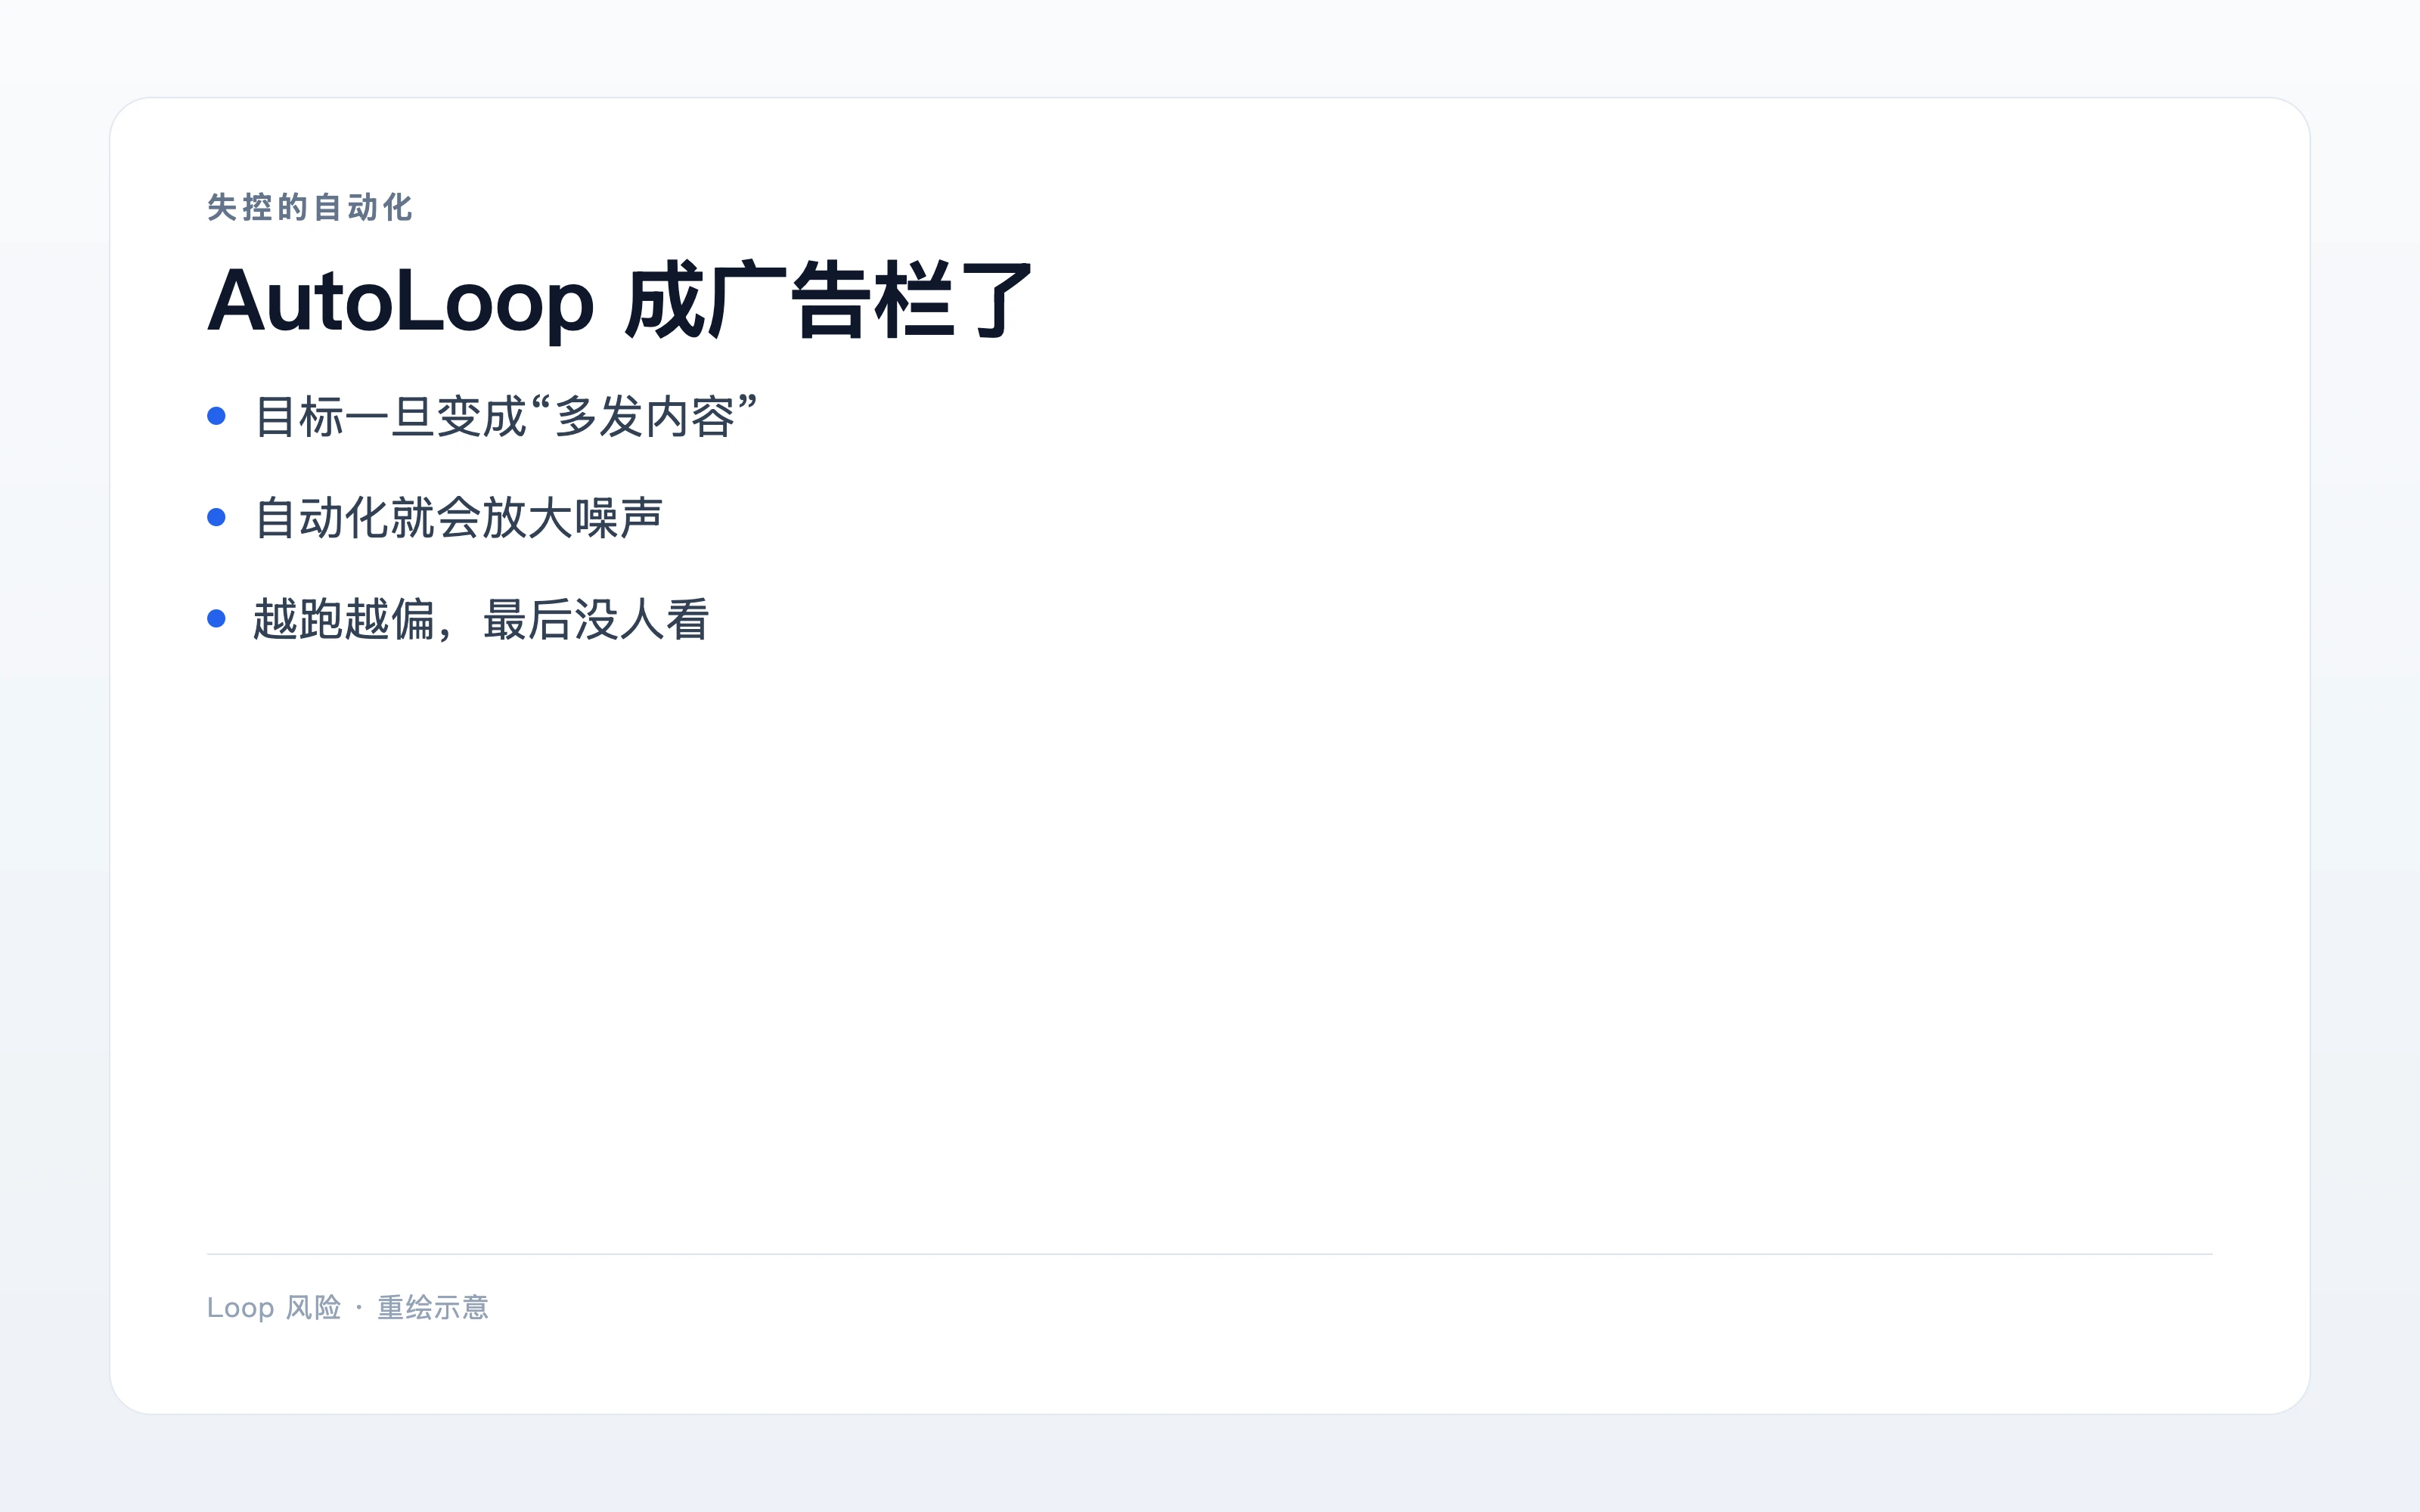 失控的自动化
AutoLoop 成广告栏了
目标一旦变成“多发内容”
自动化就会放大噪声
越跑越偏，最后没人看
Loop 风险 · 重绘示意